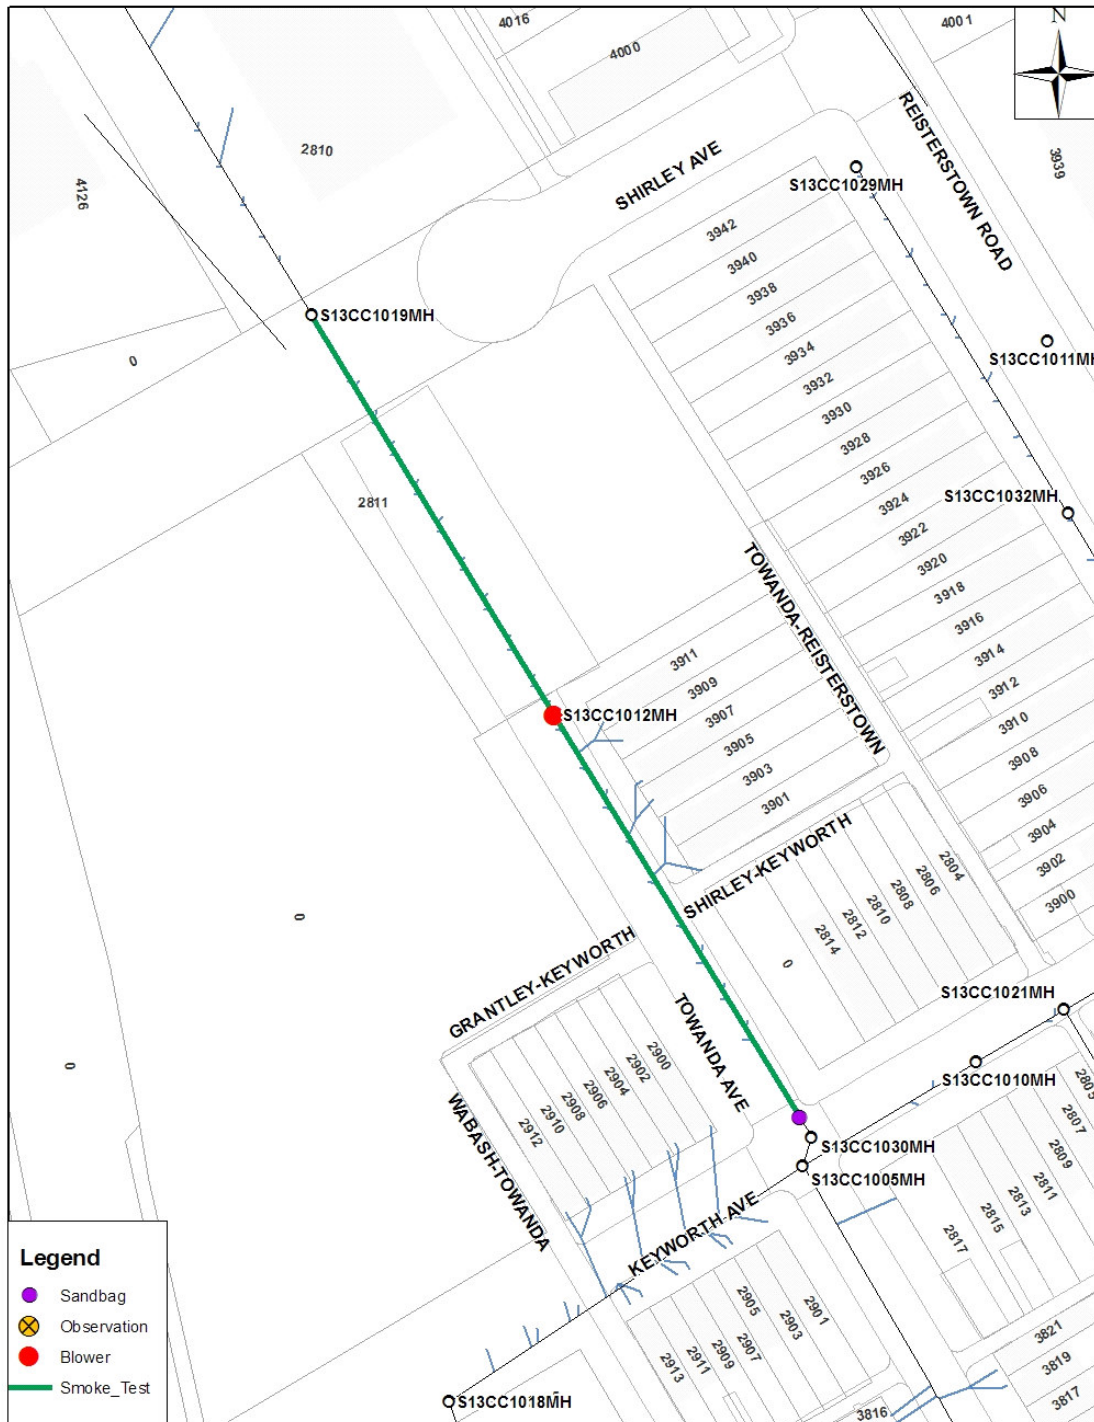 4016
4000
4001
N
REISTERSTOWN ROAD
3939
2810
4126
SHIRLEY AVE
S13CC1029MH
3942
3940
3938
3936
3934
3932
3930
3928
3926
3924
3922
3920
3918
3916
3914
3912
3910
3908
3906
3904
3902
3900
S13CC1019MH
S13CC1011MH
0
S13CC1032MH
2811
TOWANDA-REISTERSTOWN
3911
3909
3907
3905
3903
3901
S13CC1012MH
SHIRLEY-KEYWORTH
2804
2806
2808
2810
2812
2814
0
0
GRANTLEY-KEYWORTH
S13CC1021MH
TOWANDA AVE
0
2900
2902
2904
2906
2908
2910
2912
S13CC1010MH
2805
2807
2809
2811
2813
2815
2817
WABASH-TOWANDA
S13CC1030MH
S13CC1005MH
KEYWORTH AVE
2901
2903
2905
2907
2909
2911
2913
3821
3819
3817
3816
S13CC1018MH
Legend
Sandbag
Observation
Blower
Smoke_Test